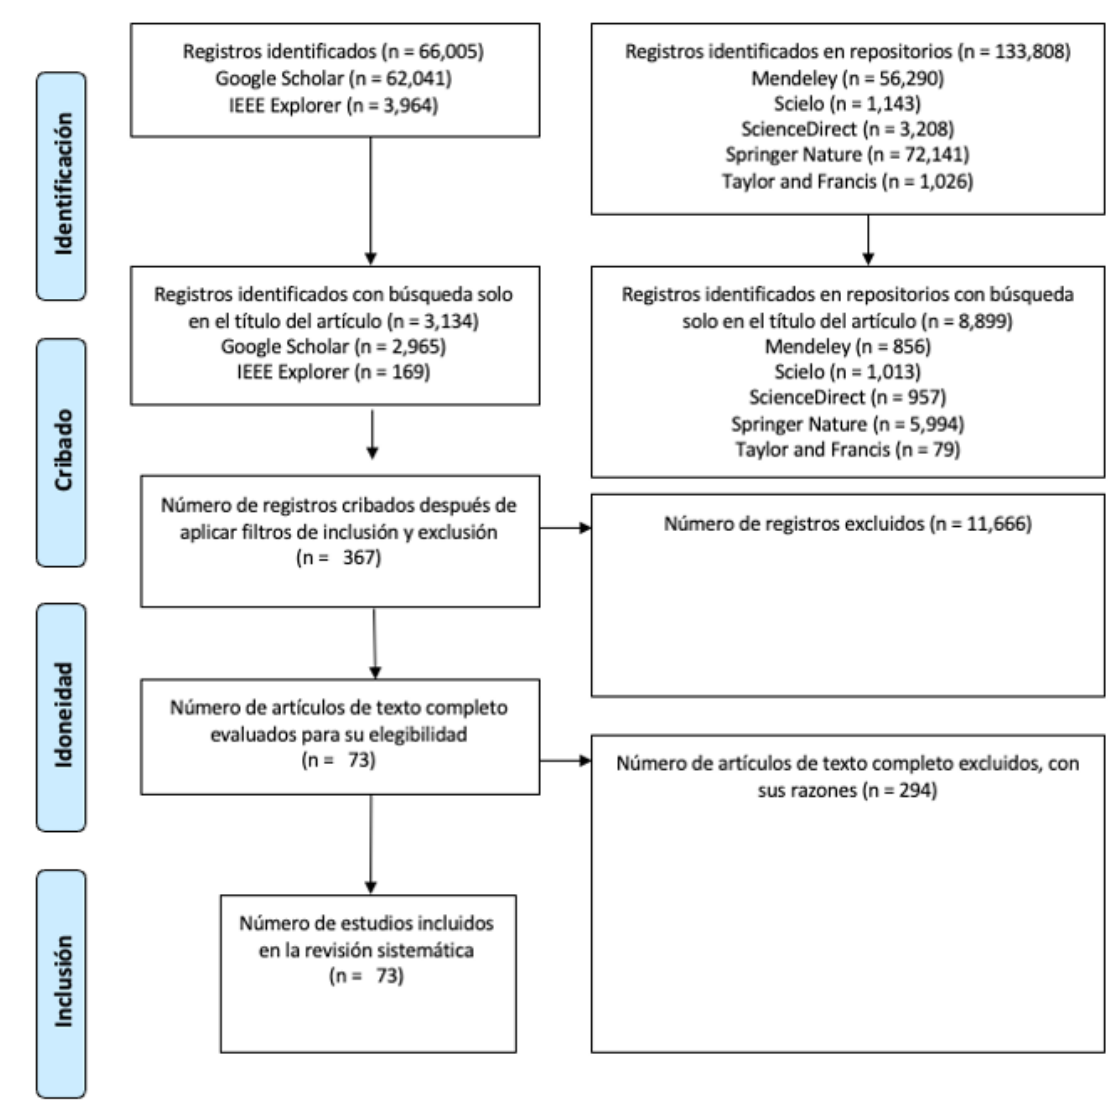 Identificación
Registros identificados (n = 66,005)
Google Scholar (n = 62,041)
IEEE Explorer (n = 3,964)
Registros identificados en repositorios (n = 133,808)
Mendeley (n = 56,290)
Scielo (n = 1,143)
ScienceDirect (n = 3,208)
Springer Nature (n = 72,141)
Taylor and Francis (n = 1,026)
Registros identificados con búsqueda solo
en el título del artículo (n = 3,134)
Google Scholar (n = 2,965)
IEEE Explorer (n = 169)
Registros identificados en repositorios con búsqueda
solo en el título del artículo (n = 8,899)
Mendeley (n = 856)
Scielo (n = 1,013)
ScienceDirect (n = 957)
Springer Nature (n = 5,994)
Taylor and Francis (n = 79)
Cribado
Número de registros cribados después de
aplicar filtros de inclusión y exclusión
(n = 367)
Número de registros excluidos (n = 11,666)
Idoneidad
Número de artículos de texto completo
evaluados para su elegibilidad
(n = 73)
Número de artículos de texto completo excluidos, con
sus razones (n = 294)
Inclusión
Número de estudios incluidos
en la revisión sistemática
(n = 73)